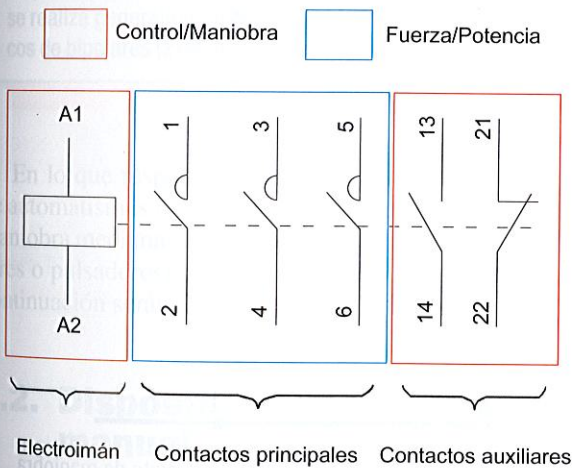 Control/Maniobra
Fuerza/Potencia
A1
1
3
5
13
21
A2
2
4
6
14
22
Electroimán
Contactos principales
Contactos auxiliares